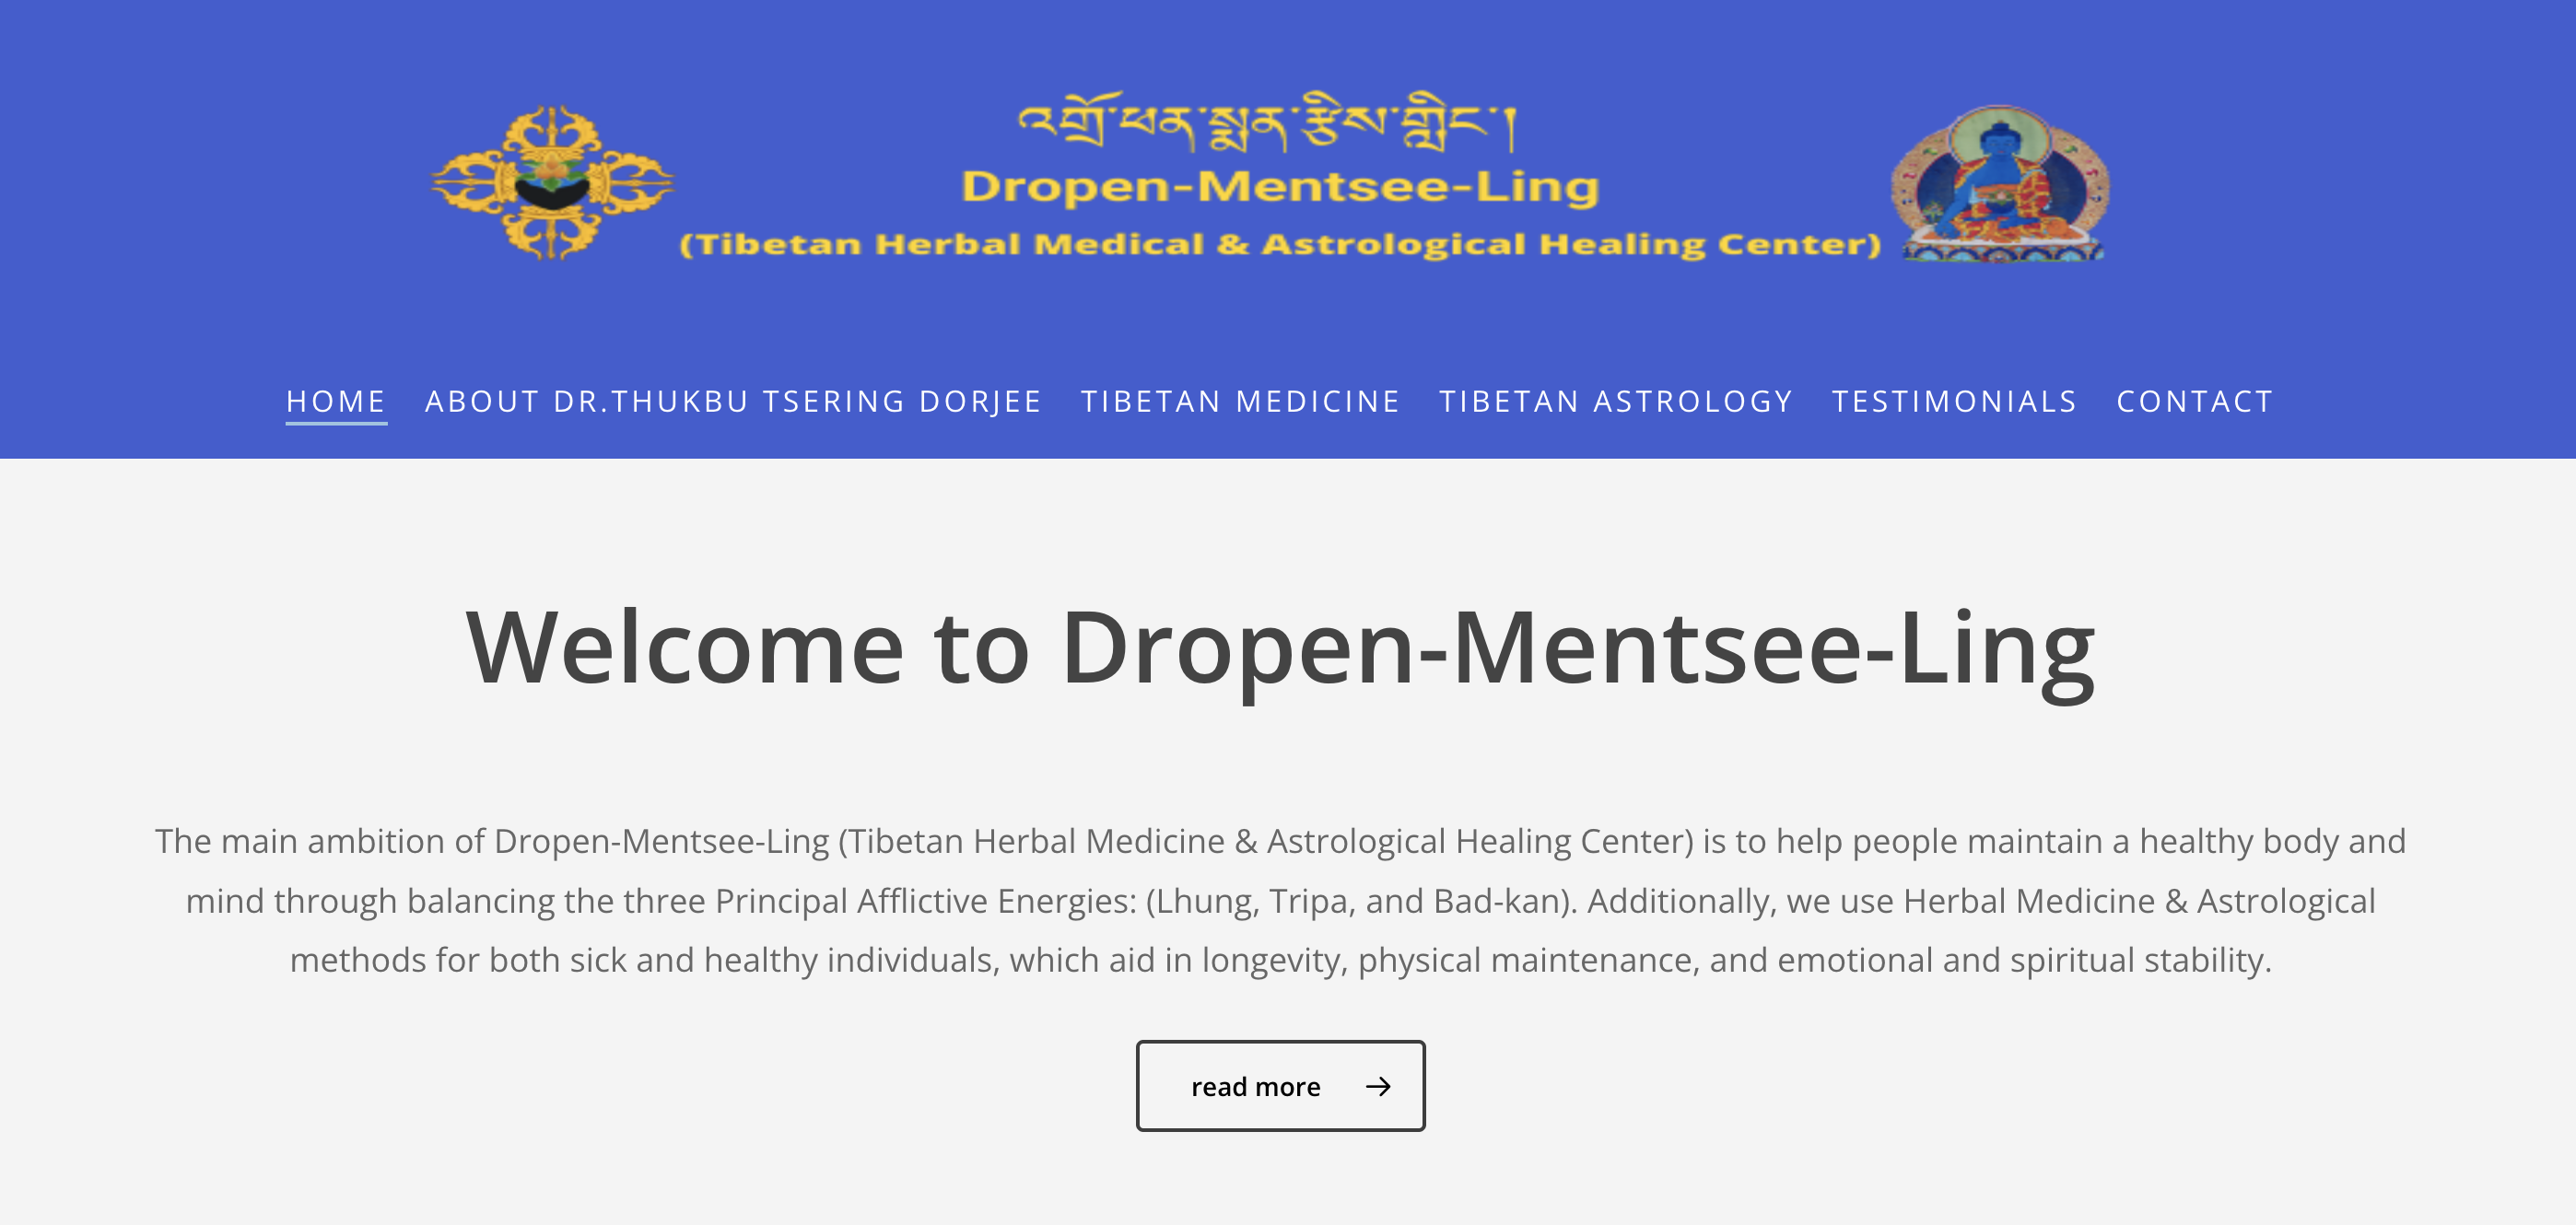 འགྲོ་ཕན་སྨན་རྩིས་གླིང་།
Dropen-Mentsee-Ling
(Tibetan Herbal Medical & Astrological Healing Center)
HOME ABOUT DR.THUKBU TSERING DORJEE TIBETAN MEDICINE TIBETAN ASTROLOGY TESTIMONIALS CONTACT
Welcome to Dropen-Mentsee-Ling
The main ambition of Dropen-Mentsee-Ling (Tibetan Herbal Medicine & Astrological Healing Center) is to help people maintain a healthy body and
mind through balancing the three Principal Afflictive Energies: (Lhung, Tripa, and Bad-kan). Additionally, we use Herbal Medicine & Astrological
methods for both sick and healthy individuals, which aid in longevity, physical maintenance, and emotional and spiritual stability.
read more →